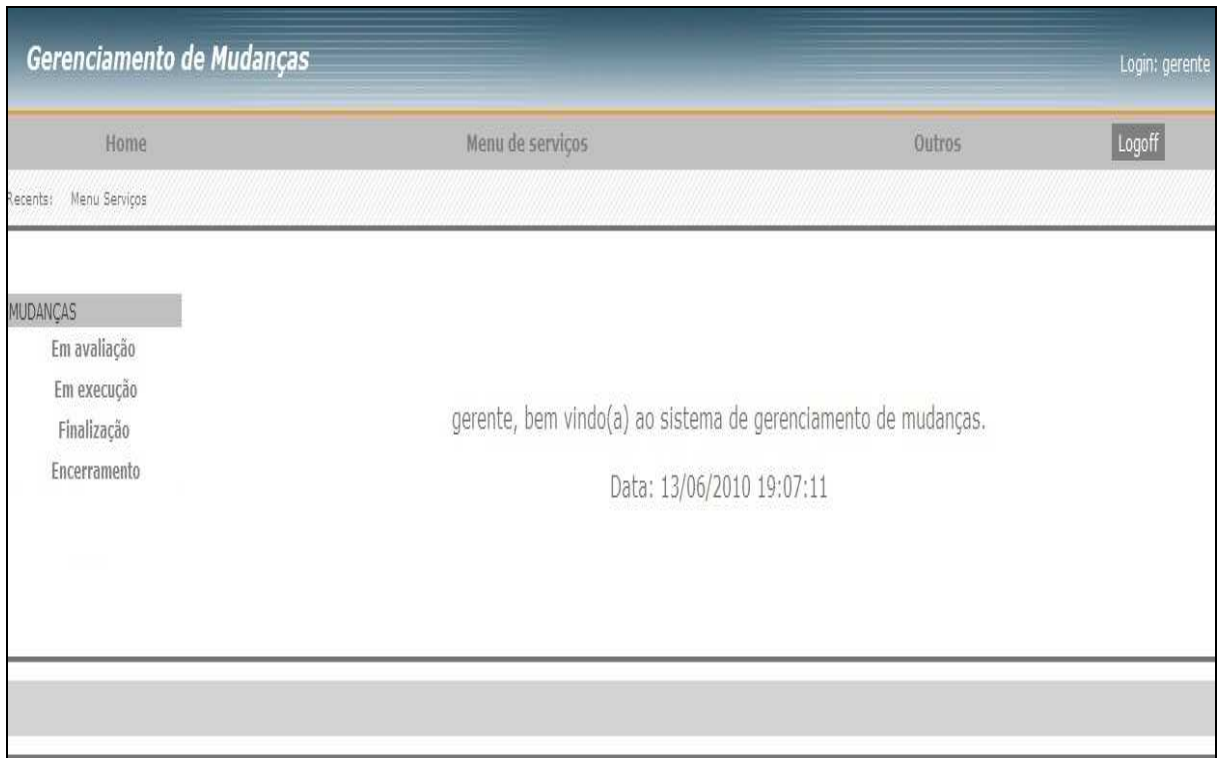 Gerenciamento de Mudanças
Login: gerente
Home Menu de serviços Outros Logoff
Recents: Menu Serviços
MUDANÇAS
Em avaliação
Em execução
Finalização
Encerramento
gerente, bem vindo(a) ao sistema de gerenciamento de mudanças.
Data: 13/06/2010 19:07:11